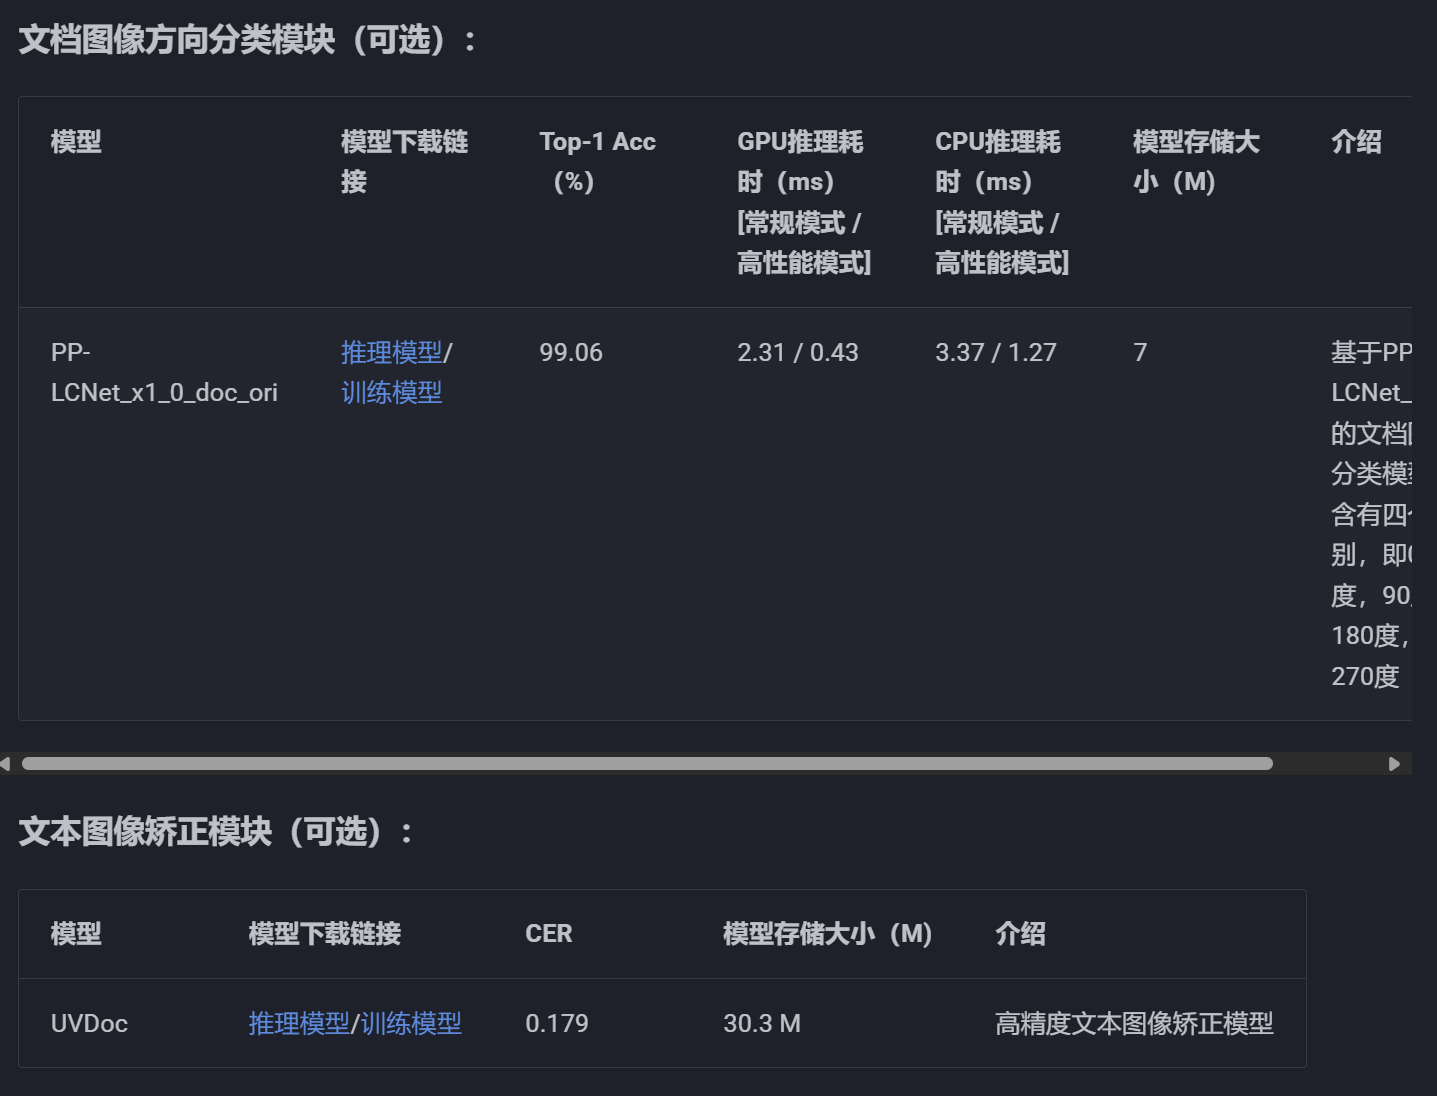 文档图像方向分类模块（可选）：
模型 模型下载链接 Top-1 Acc（%） GPU推理耗时（ms）[常规模式 / 高性能模式] CPU推理耗时（ms）[常规模式 / 高性能模式] 模型存储大小（M) 介绍
PP-LCNet_x1_0_doc_ori 推理模型/训练模型 99.06 2.31 / 0.43 3.37 / 1.27 7
基于PP
LCNet_
的文档
分类模
含有四
别，即
度，90
180度，
270度
文本图像矫正模块（可选）：
模型 模型下载链接 CER 模型存储大小（M) 介绍
UVDoc 推理模型/训练模型 0.179 30.3 M 高精度文本图像矫正模型